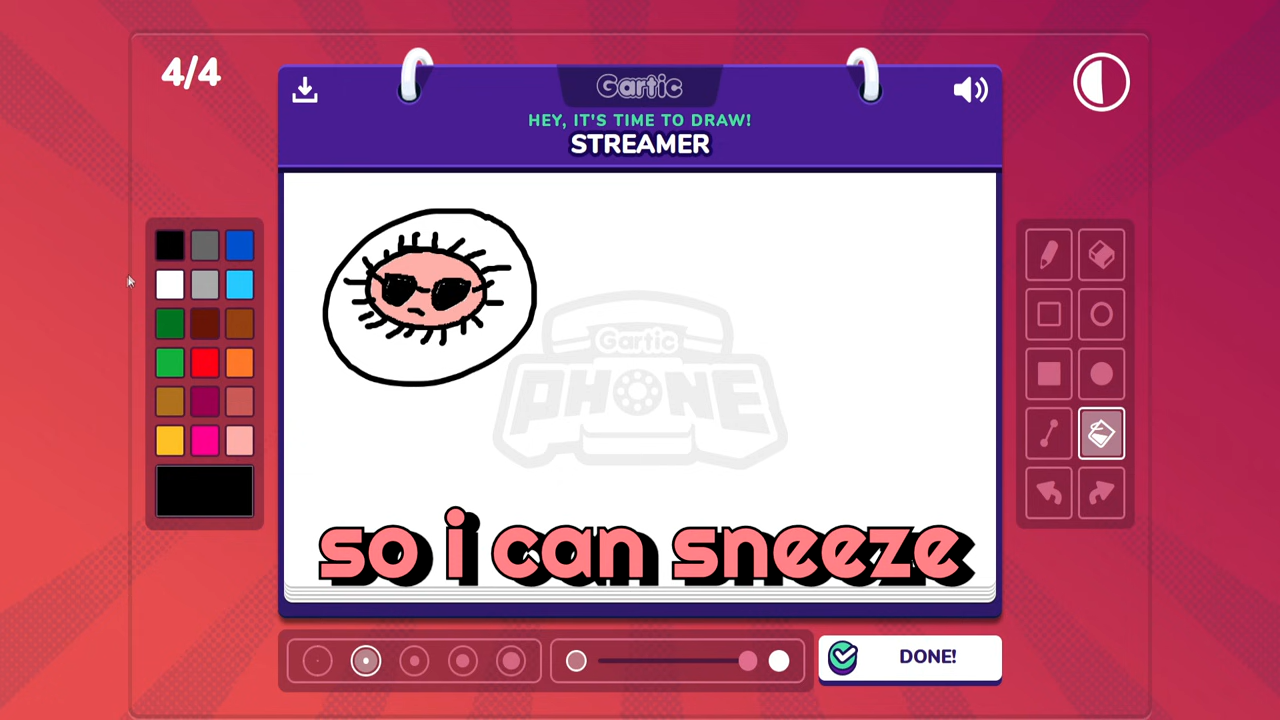 4/4
Gartic
HEY, IT'S TIME TO DRAW!
STREAMER
Gartic
PHONE
so i can sneeze
DONE!